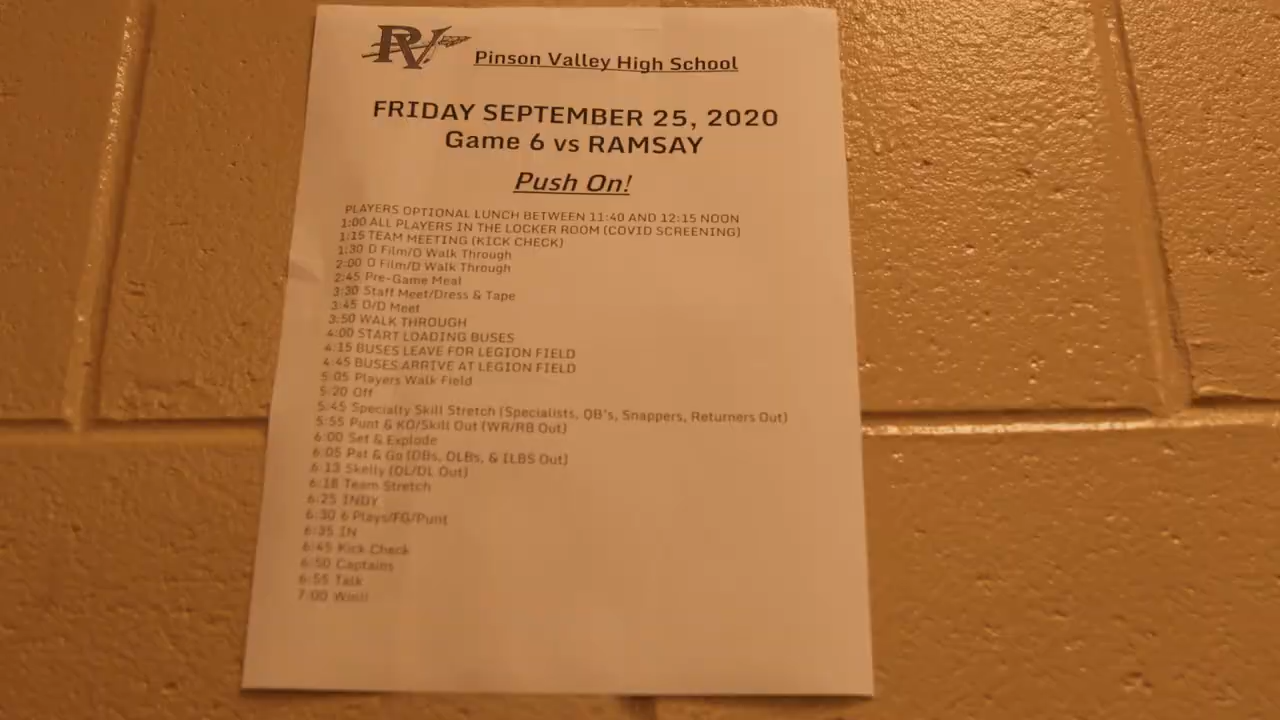 PV
Pinson Valley High School
FRIDAY SEPTEMBER 25, 2020
Game 6 vs RAMSAY
Push On!
PLAYERS OPTIONAL LUNCH BETWEEN 11:40 AND 12:15 NOON
1:00 ALL PLAYERS IN THE LOCKER ROOM (COVID SCREENING)
1:15 TEAM MEETING (KICK CHECK)
1:30 D Film/O Walk Through
2:00 O Film/D Walk Through
2:45 Pre-Game Meal
3:30 Staff Meet/Dress & Tape
3:45 O/D Meet
3:50 WALK THROUGH
4:00 START LOADING BUSES
4:15 BUSES LEAVE FOR LEGION FIELD
4:45 BUSES ARRIVE AT LEGION FIELD
5:05 Players Walk Field
5:20 Off
5:45 Specialty Skill Stretch (Specialists, QB's, Snappers, Returners Out)
5:55 Punt & KO/Skill Out (WR/RB Out)
6:00 Set & Explode
6:05 Pat & Go (DBs, OLBs, & ILBS Out)
6:13 Skelly (OL/DL Out)
6:18 Team Stretch
6:25 INDY
6:30 6 Plays/FG/Punt
6:35 IN
6:45 Kick Check
6:50 Captains
6:55 Talk
7:00 Win!!